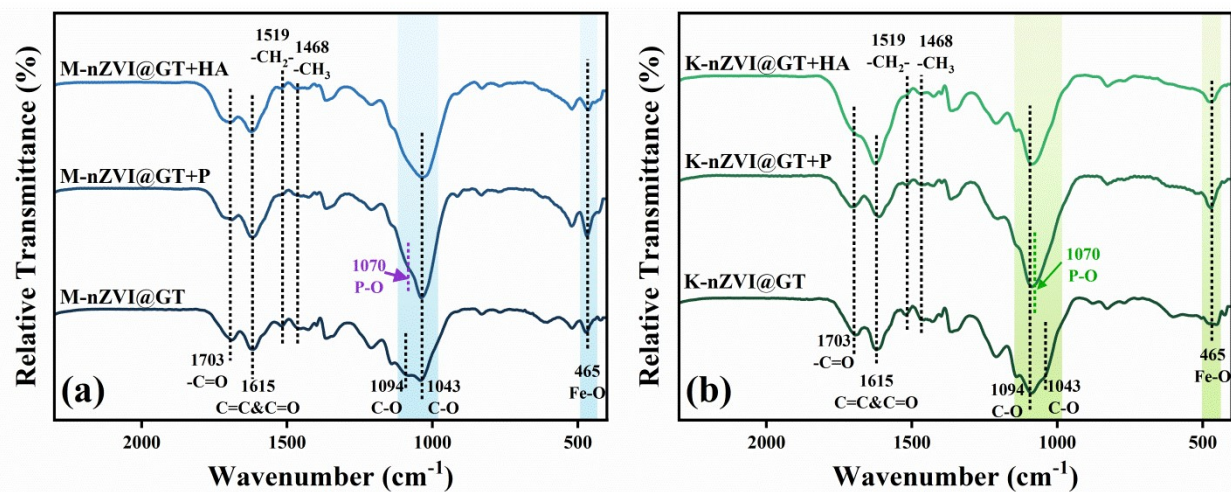 Relative Transmittance (%)
M-nZVI@GT+HA
1519
-CH2-
1468
-CH3
M-nZVI@GT+P
1070
P-O
M-nZVI@GT
(a)
1703
-C=O
1615
C=C&C=O
1094
C-O
1043
C-O
465
Fe-O
2000 1500 1000 500
Wavenumber (cm-1)
Relative Transmittance (%)
K-nZVI@GT+HA
1519
-CH2-
1468
-CH3
K-nZVI@GT+P
1070
P-O
K-nZVI@GT
(b)
1703
-C=O
1615
C=C&C=O
1094
C-O
1043
C-O
465
Fe-O
2000 1500 1000 500
Wavenumber (cm-1)